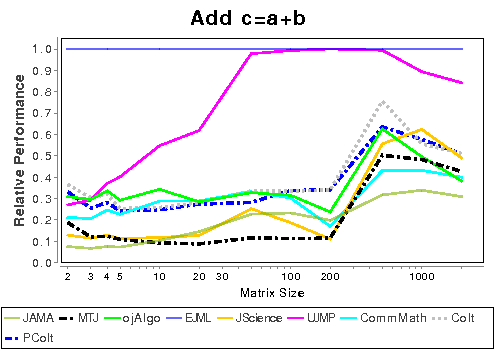 Add c=a+b
Relative Performance
1.0
0.9
0.8
0.7
0.6
0.5
0.4
0.3
0.2
0.1
0.0
2 3 4 5 10 20 30 100 200 1000
Matrix Size
JAMA MTJ ojAlgo EJML JScience UJMP CommMath Colt
PColt